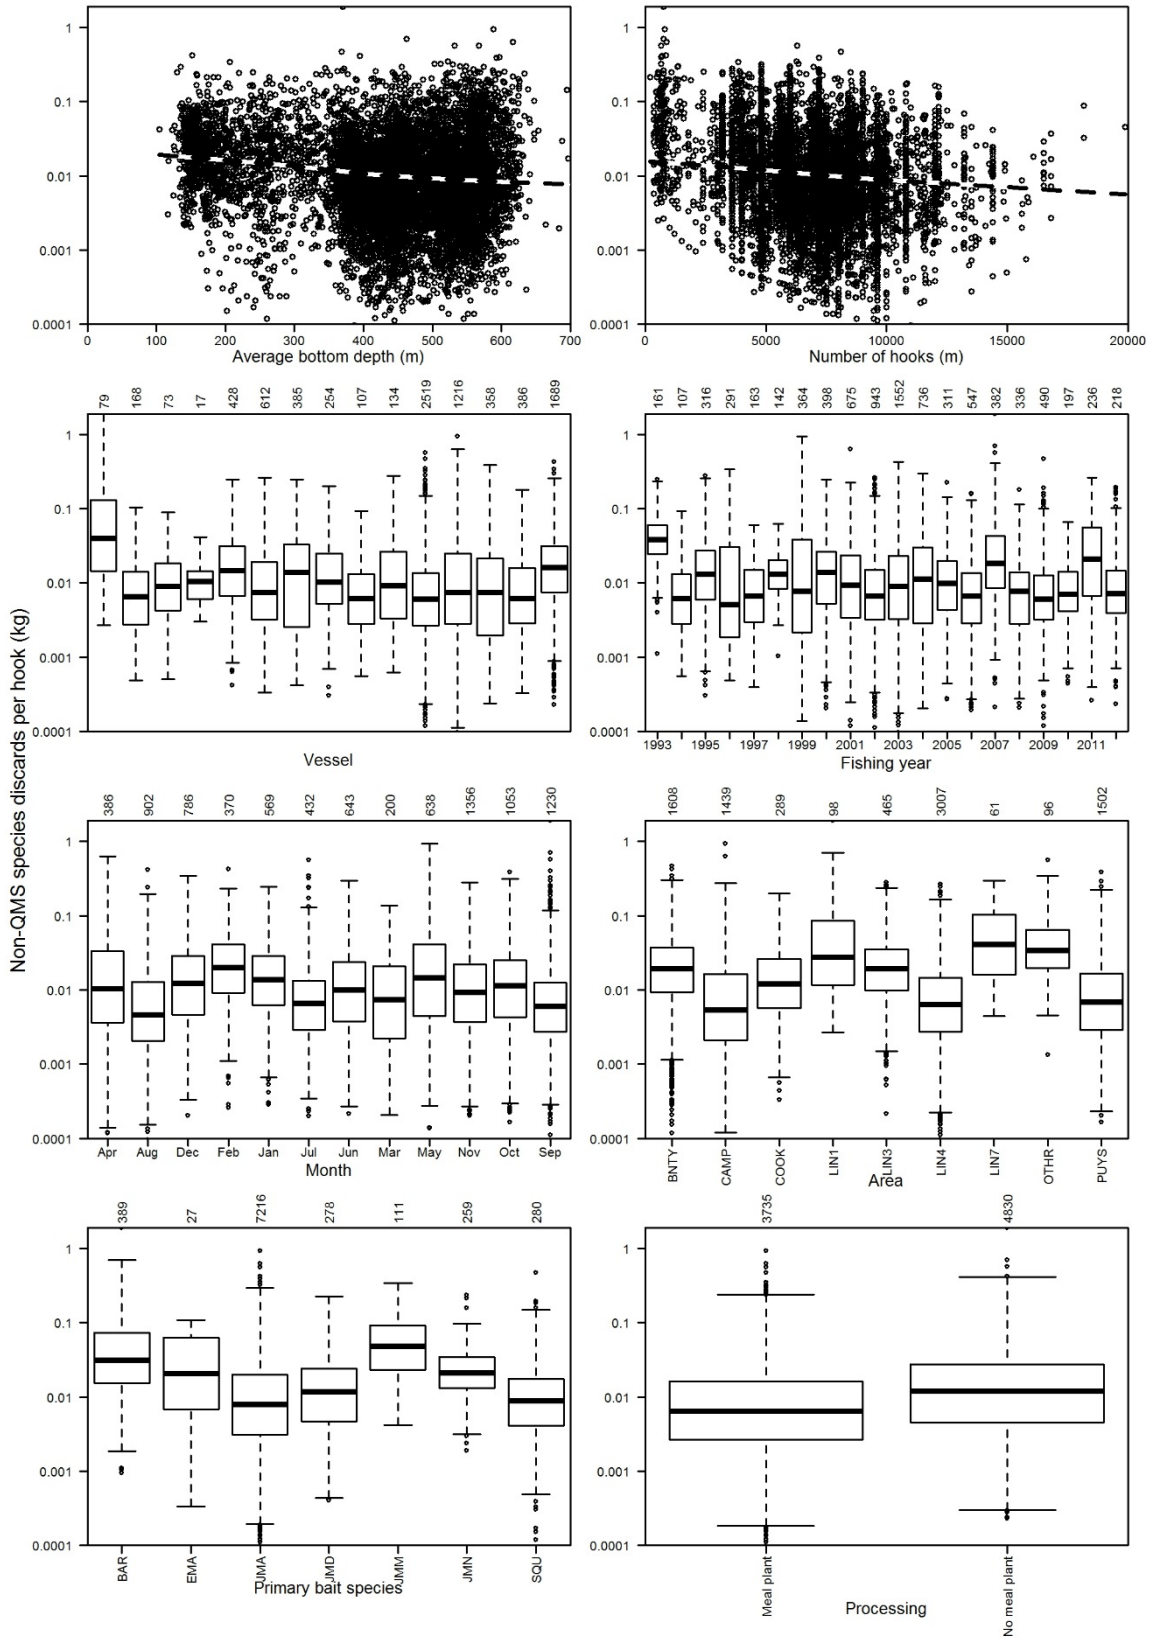 Non-QMS species discards per hook (kg)
1
0.1
0.01
0.001
0.0001
0 100 200 300 400 500 600 700
Average bottom depth (m)
1
0.1
0.01
0.001
0.0001
0 5000 10000 15000 20000
Number of hooks (m)
79 168 73 17 428 612 385 254 107 134 2519 1216 358 386 1689
1
0.1
0.01
0.001
0.0001
Vessel
161 107 316 291 163 142 364 398 675 943 1552 736 311 547 382 336 490 197 236 218
1
0.1
0.01
0.001
0.0001
1993 1995 1997 1999 2001 2003 2005 2007 2009 2011
Fishing year
386 902 786 370 569 432 643 200 638 1356 1053 1230
1
0.1
0.01
0.001
0.0001
Apr Aug Dec Feb Jan Jul Jun Mar May Nov Oct Sep
Month
1608 1439 289 98 465 3007 61 96 1502
1
0.1
0.01
0.001
0.0001
BNTY CAMP COOK LIN1 LIN3 LIN4 LIN7 OTHR PUYS
Area
389 27 7216 278 111 259 280
1
0.1
0.01
0.001
0.0001
BAR EMA JMA JMD JMM JMN SQU
Primary bait species
3735 4830
1
0.1
0.01
0.001
0.0001
Meal plant No meal plant
Processing